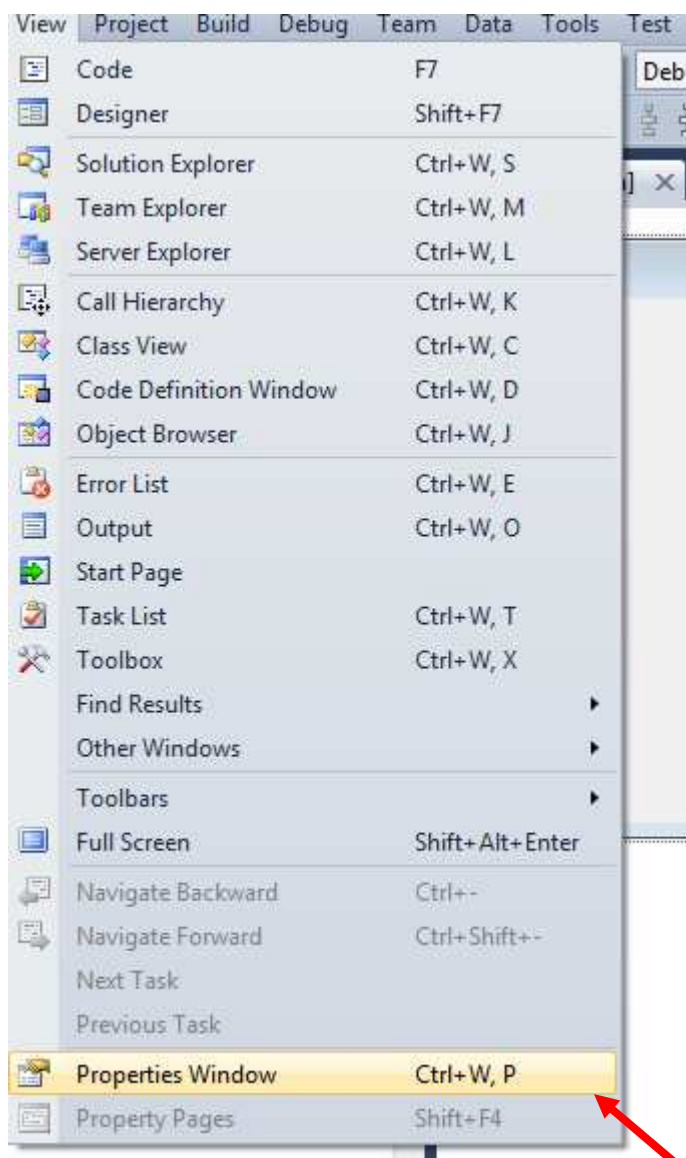 View Project Build Debug Team Data Tools Test
Code F7
Deb
Designer Shift+F7
Solution Explorer Ctrl+W, S
Team Explorer Ctrl+W, M
Server Explorer Ctrl+W, L
Call Hierarchy Ctrl+W, K
Class View Ctrl+W, C
Code Definition Window Ctrl+W, D
Object Browser Ctrl+W, J
Error List Ctrl+W, E
Output Ctrl+W, O
Start Page
Task List Ctrl+W, T
Toolbox Ctrl+W, X
Find Results
Other Windows
Toolbars
Full Screen Shift+Alt+Enter
Navigate Backward Ctrl+-
Navigate Forward Ctrl+Shift+-
Next Task
Previous Task
Properties Window Ctrl+W, P
Property Pages Shift+F4